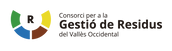 R
Consorci per a la
Gestió de Residus
del Vallès Occidental